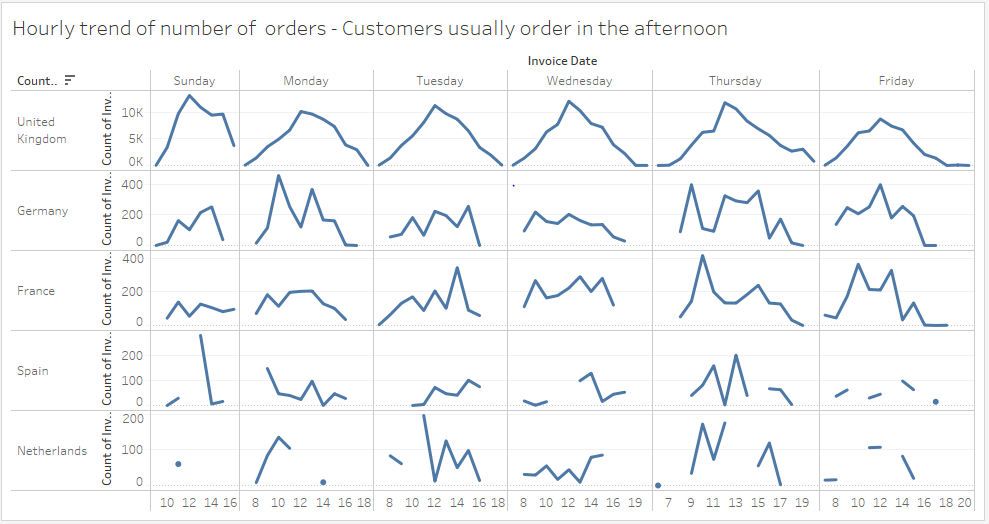 Hourly trend of number of orders - Customers usually order in the afternoon
Invoice Date
Count.. Sunday Monday Tuesday Wednesday Thursday Friday
United Kingdom
Count of Inv..
10K
5K
0K
Germany
Count of Inv..
400
200
0
France
Count of Inv..
400
200
0
Spain
Count of Inv..
200
100
0
Netherlands
Count of Inv..
200
100
0
10 12 14 16 8 10 12 14 16 18 8 10 12 14 16 18 8 10 12 14 16 19 7 9 11 13 15 17 19 8 10 12 14 16 18 20